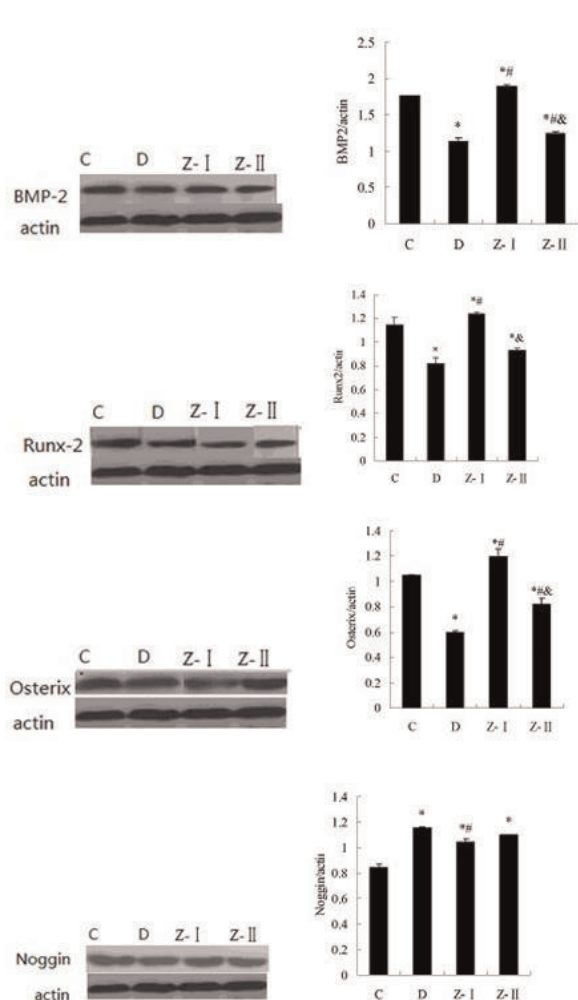 C D Z-Ⅰ Z-Ⅱ
BMP-2
actin
BMP2/actin
2.5
2
1.5
1
0.5
0
*
*#
*#&
C D Z-Ⅰ Z-Ⅱ
C D Z-Ⅰ Z-Ⅱ
Runx-2
actin
Runx2/actin
1.4
1.2
1
0.8
0.6
0.4
0.2
0
*
*#
*&
C D Z-Ⅰ Z-Ⅱ
C D Z-Ⅰ Z-Ⅱ
Osterix
actin
Osterix/actin
1.4
1.2
1
0.8
0.6
0.4
0.2
0
*
*#
*#&
C D Z-Ⅰ Z-Ⅱ
C D Z-Ⅰ Z-Ⅱ
Noggin
actin
Noggin/actin
1.4
1.2
1
0.8
0.6
0.4
0.2
0
*
*#
*
C D Z-Ⅰ Z-Ⅱ